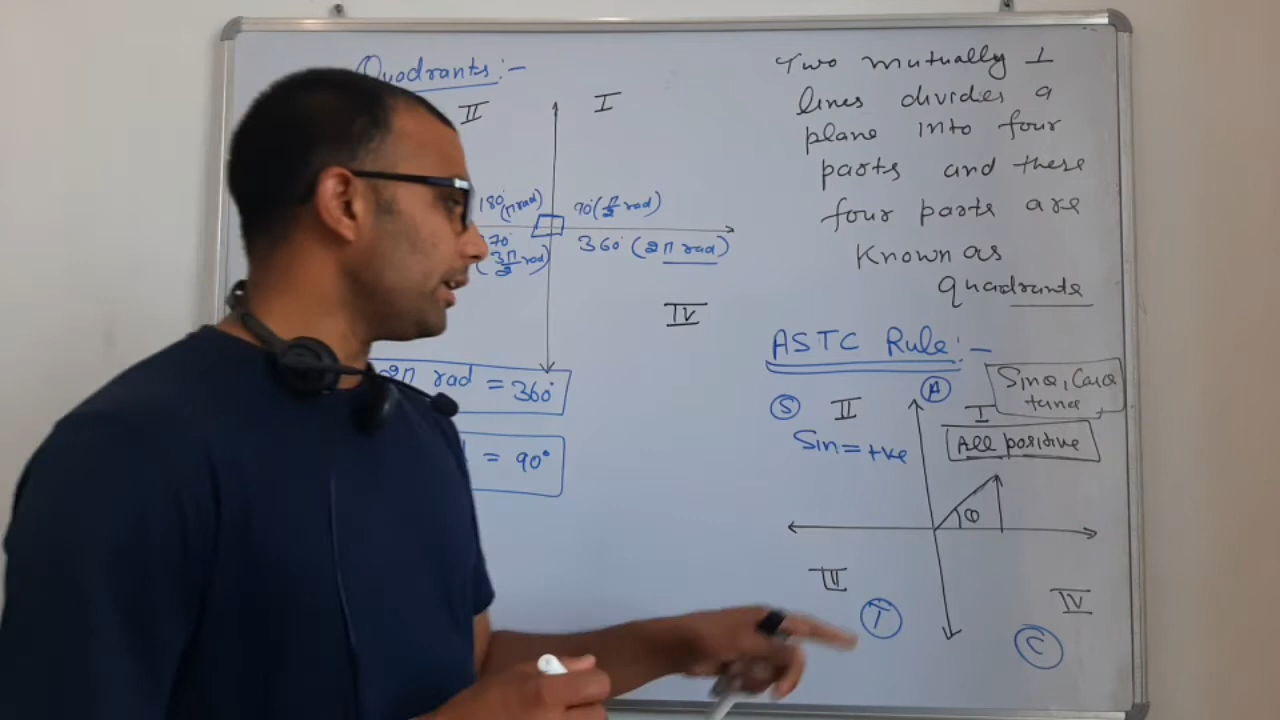 Quadrants:-
II
I
180° (π rad)
90° (π/2 rad)
70°
(3π/2 rad)
360° (2π rad)
IV
2π rad = 360°
= 90°
Two mutually ⊥
lines divides a
plane into four
parts and these
four parts are
Known as
quadrants
ASTC Rule:-
A
Sinθ, Cosθ
tanθ
S
II
I
Sin = +ve
All positive
θ
III
IV
T
C